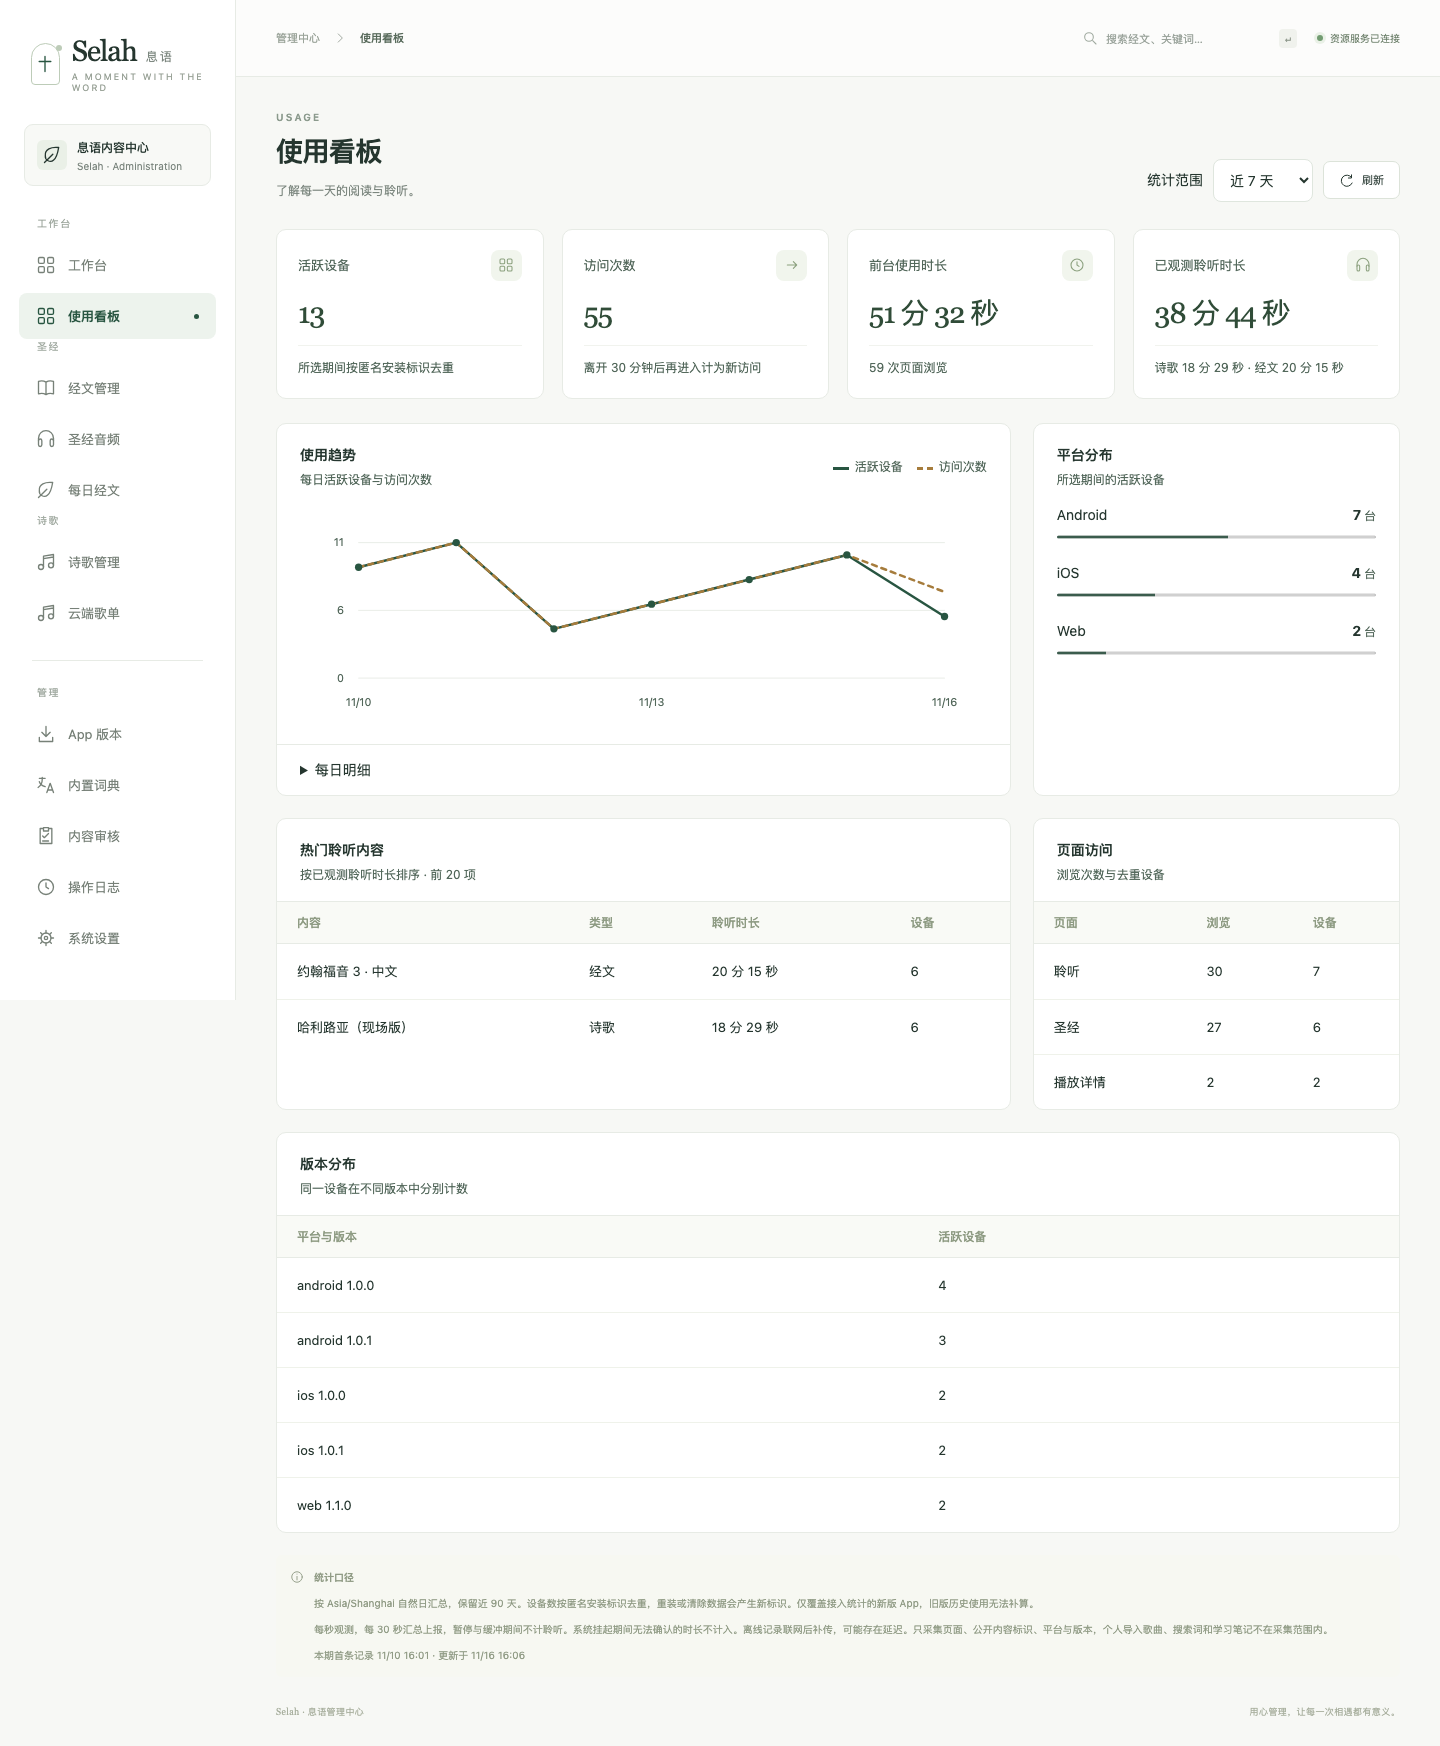 Selah 息语
A MOMENT WITH THE
WORD
息语内容中心
Selah · Administration
工作台
工作台
使用看板
圣经
经文管理
圣经音频
每日经文
诗歌
诗歌管理
云端歌单
管理
App 版本
内置词典
内容审核
操作日志
系统设置
管理中心 使用看板
搜索经文、关键词... ↵ 资源服务已连接
USAGE
使用看板
了解每一天的阅读与聆听。
统计范围 近 7 天 刷新
活跃设备
13
所选期间按匿名安装标识去重
访问次数
55
离开 30 分钟后再进入计为新访问
前台使用时长
51 分 32 秒
59 次页面浏览
已观测聆听时长
38 分 44 秒
诗歌 18 分 29 秒 · 经文 20 分 15 秒
使用趋势
每日活跃设备与访问次数
活跃设备 访问次数
11
6
0
11/10 11/13 11/16
每日明细
平台分布
所选期间的活跃设备
Android 7 台
iOS 4 台
Web 2 台
热门聆听内容
按已观测聆听时长排序 · 前 20 项
内容 类型 聆听时长 设备
约翰福音 3 · 中文 经文 20 分 15 秒 6
哈利路亚（现场版） 诗歌 18 分 29 秒 6
页面访问
浏览次数与去重设备
页面 浏览 设备
聆听 30 7
圣经 27 6
播放详情 2 2
版本分布
同一设备在不同版本中分别计数
平台与版本 活跃设备
android 1.0.0 4
android 1.0.1 3
ios 1.0.0 2
ios 1.0.1 2
web 1.1.0 2
统计口径
按 Asia/Shanghai 自然日汇总，保留近 90 天。设备数按匿名安装标识去重，重装或清除数据会产生新标识。仅覆盖接入统计的新版 App，旧版历史使用无法补算。
每秒观测，每 30 秒汇总上报，暂停与缓冲期间不计聆听。系统挂起期间无法确认的时长不计入。离线记录联网后补传，可能存在延迟。只采集页面、公开内容标识、平台与版本，个人导入歌曲、搜索词和学习笔记不在采集范围内。
本期首条记录 11/10 16:01 · 更新于 11/16 16:06
Selah · 息语管理中心
用心管理，让每一次相遇都有意义。